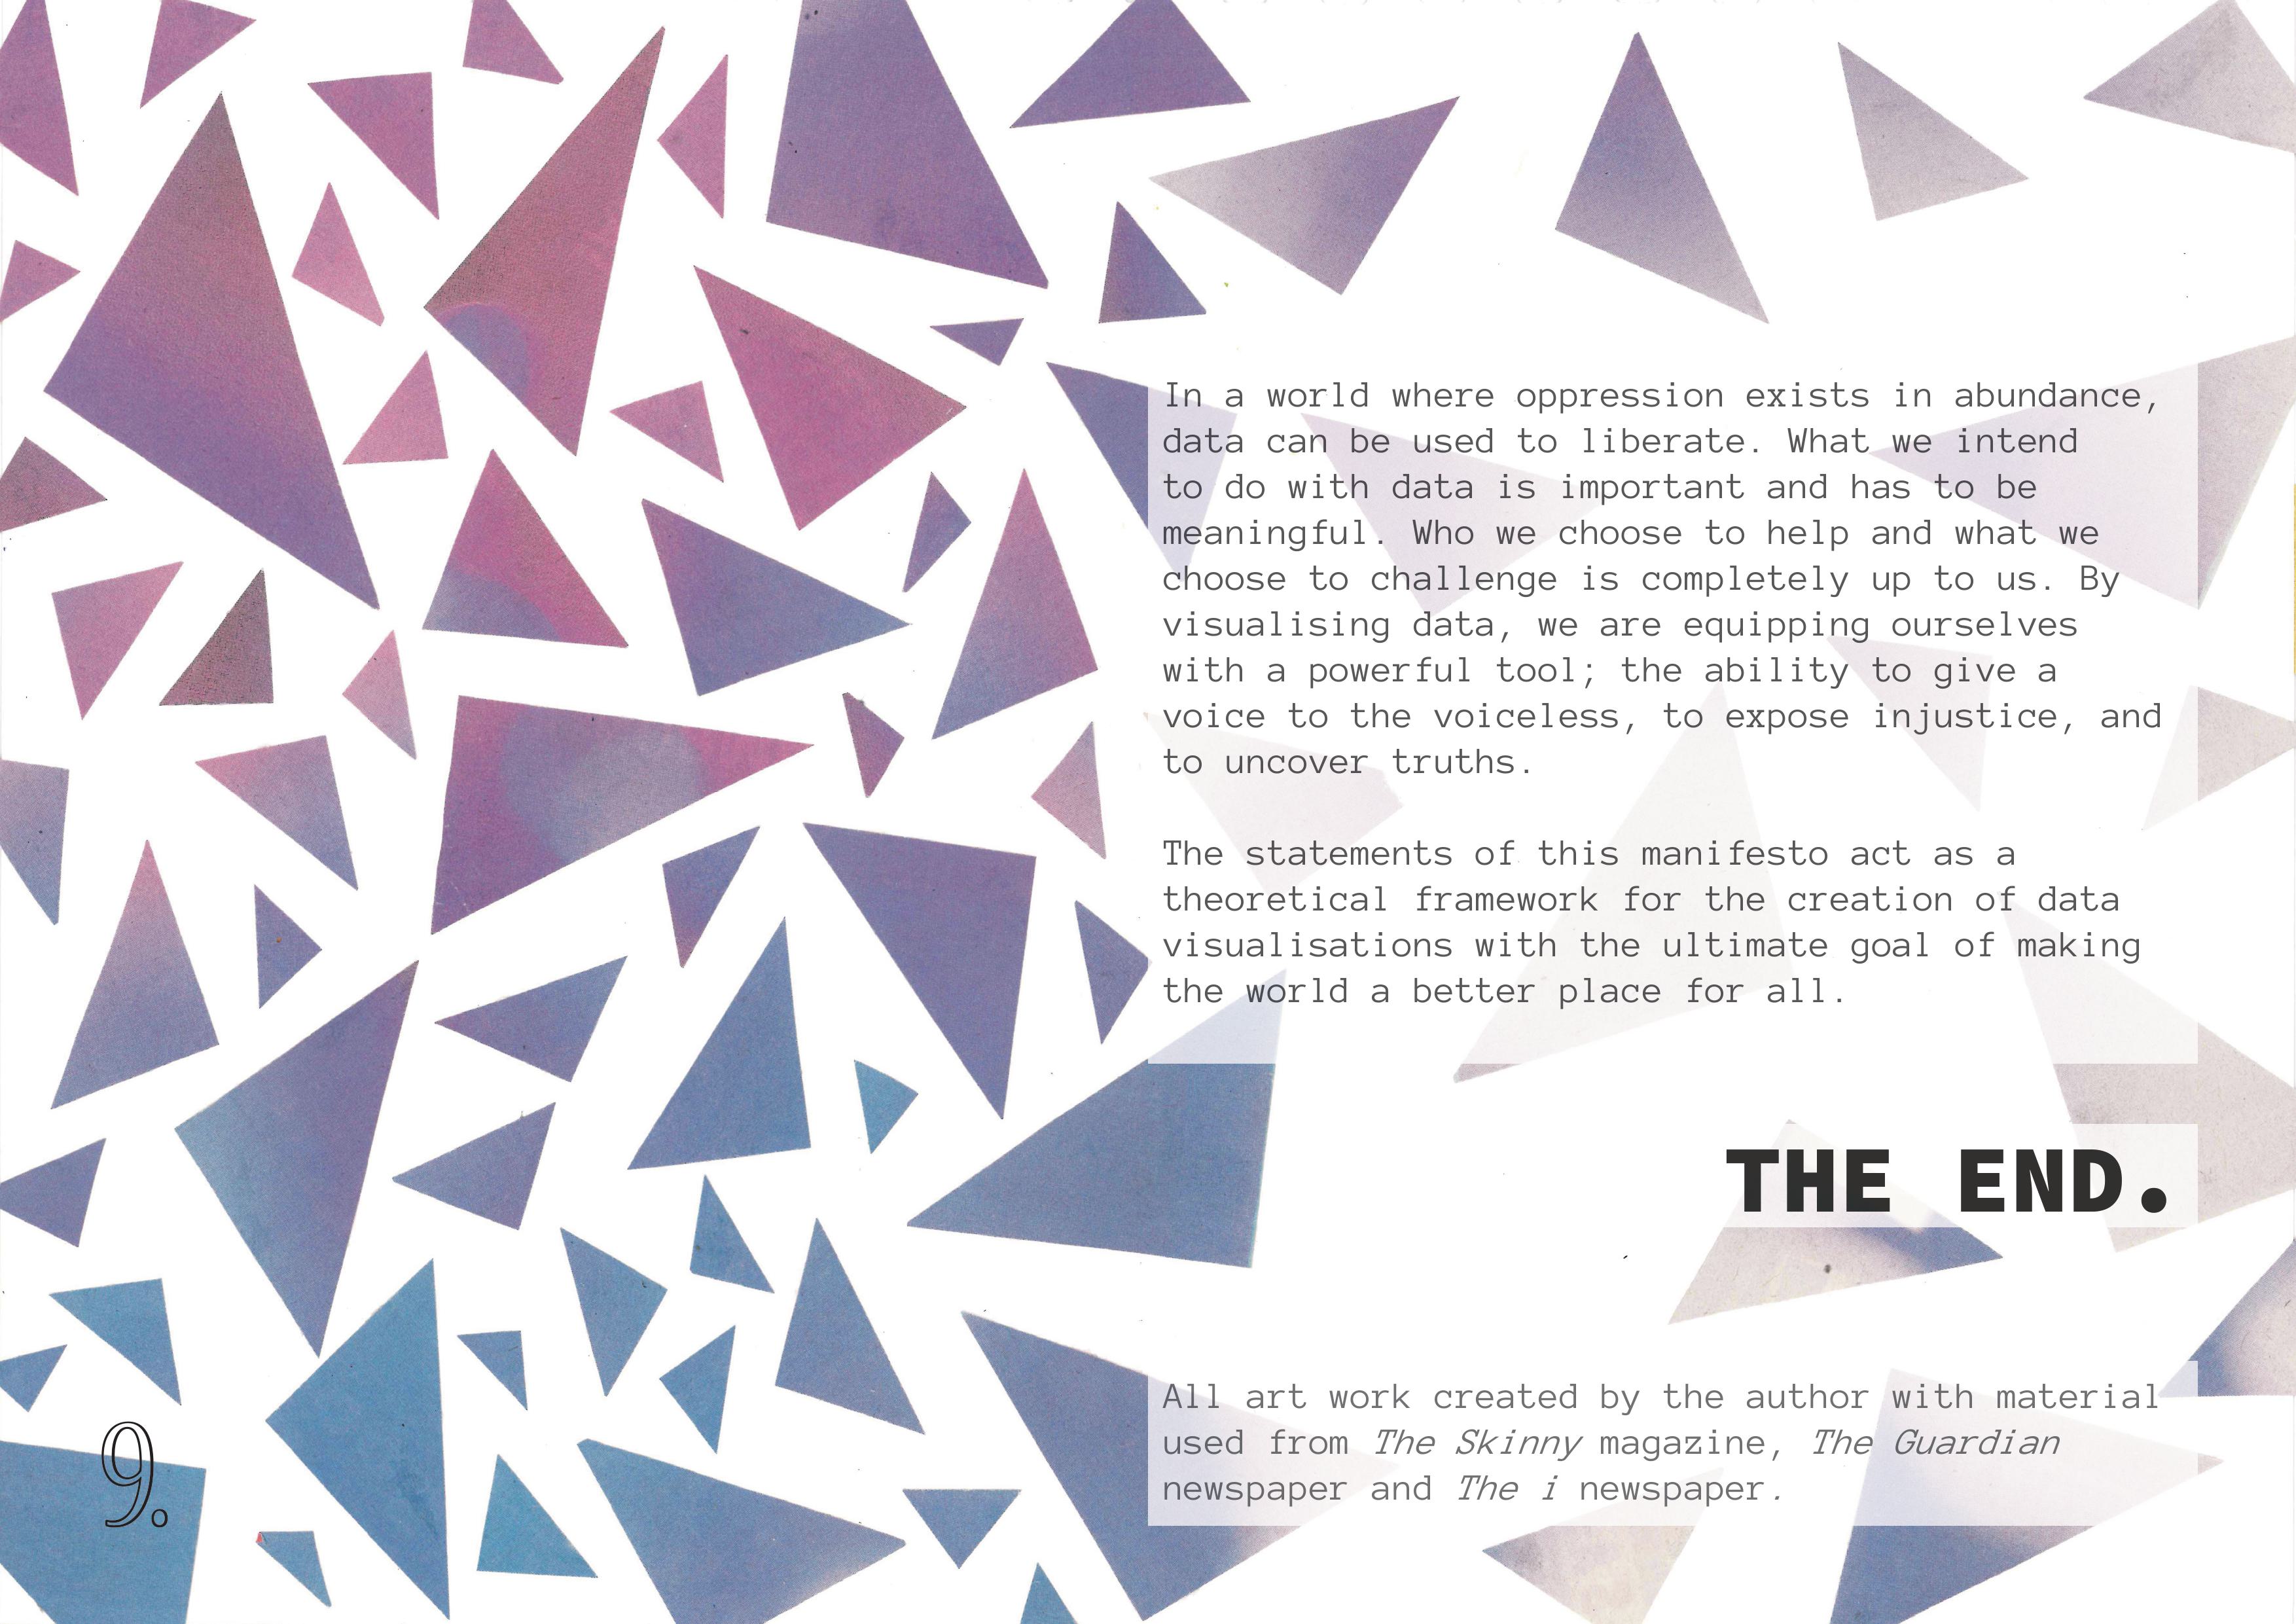 In a world where oppression exists in abundance,
data can be used to liberate. What we intend
to do with data is important and has to be
meaningful. Who we choose to help and what we
choose to challenge is completely up to us. By
visualising data, we are equipping ourselves
with a powerful tool; the ability to give a
voice to the voiceless, to expose injustice, and
to uncover truths.
The statements of this manifesto act as a
theoretical framework for the creation of data
visualisations with the ultimate goal of making
the world a better place for all.
THE END.
All art work created by the author with material
used from The Skinny magazine, The Guardian
newspaper and The i newspaper.
9.